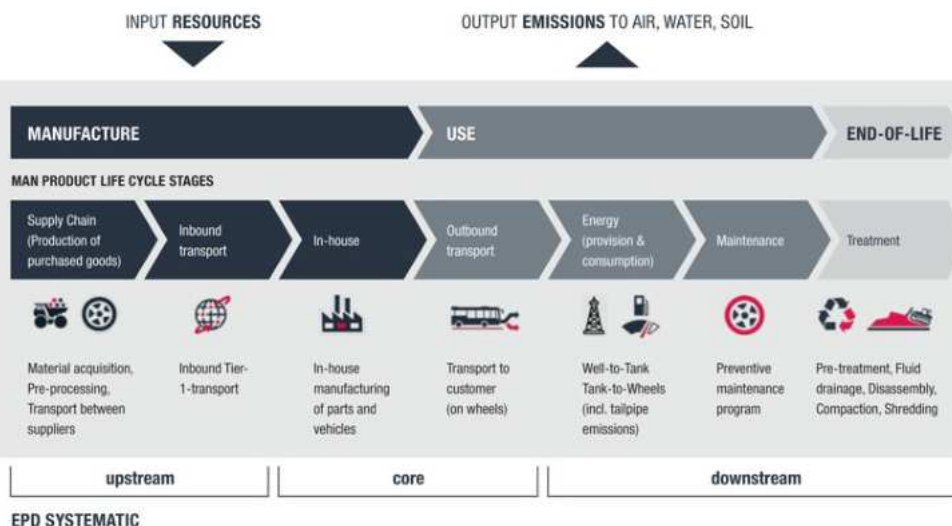 INPUT RESOURCES
OUTPUT EMISSIONS TO AIR, WATER, SOIL
MANUFACTURE
USE
END-OF-LIFE
MAN PRODUCT LIFE CYCLE STAGES
Supply Chain
(Production of
purchased goods)
Inbound
transport
In-house
Outbound
transport
Energy
(provision &
consumption)
Maintenance
Treatment
Material acquisition,
Pre-processing,
Transport between
suppliers
Inbound Tier-
1-transport
In-house
manufacturing
of parts and
vehicles
Transport to
customer
(on wheels)
Well-to-Tank
Tank-to-Wheels
(incl. tailpipe
emissions)
Preventive
maintenance
program
Pre-treatment, Fluid
drainage, Disassembly,
Compaction, Shredding
upstream
core
downstream
EPD SYSTEMATIC